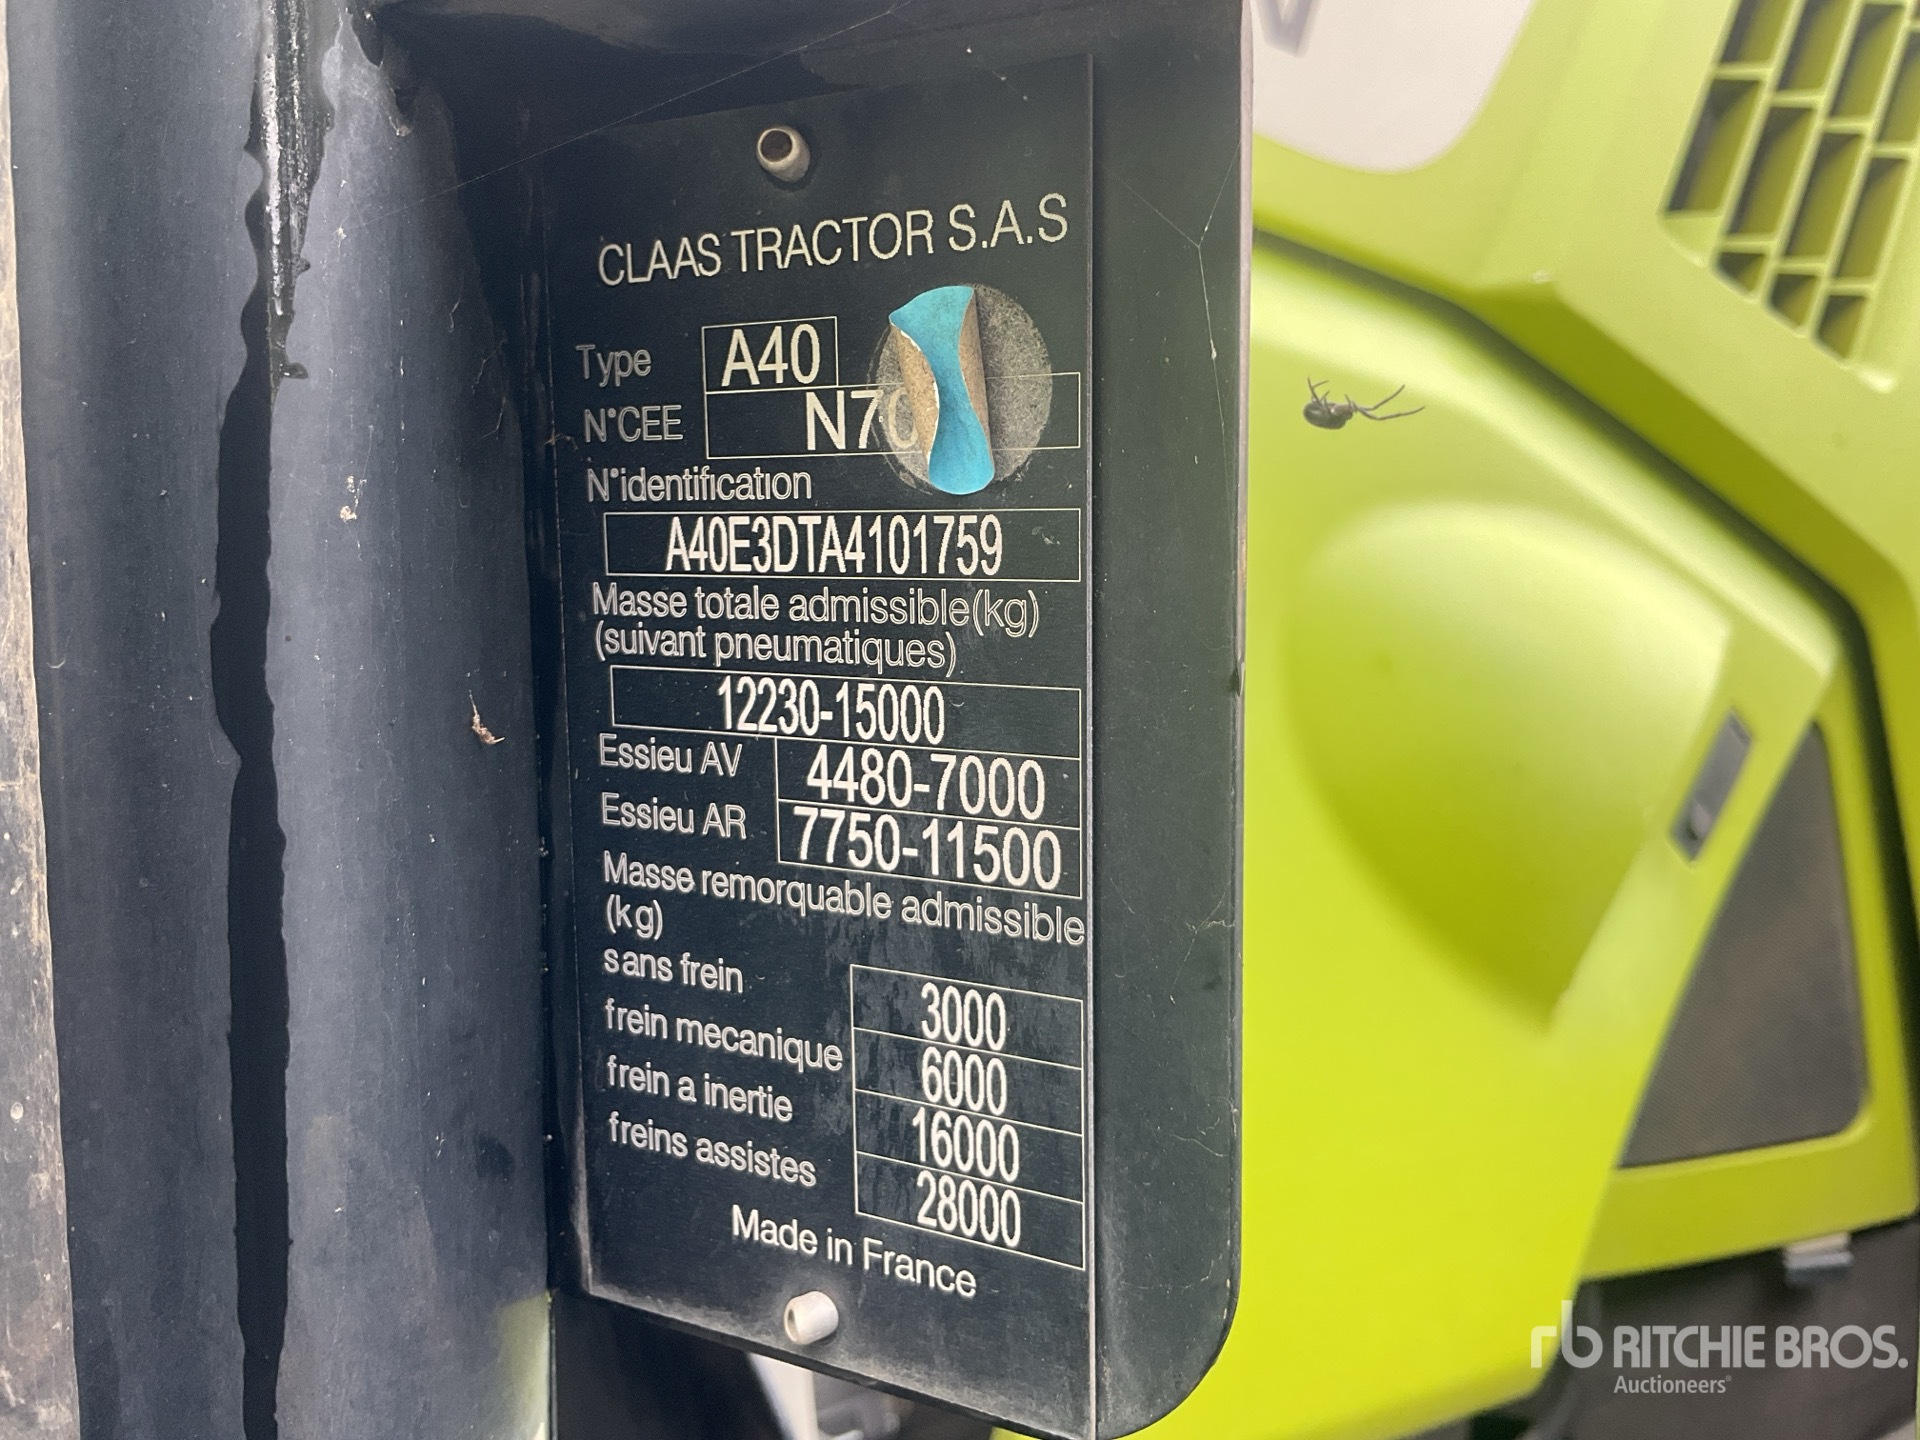 CLAAS TRACTOR S.A.S
Type A40
N°CEE
N°identification
A40E3DTA4101759
Masse totale admissible(kg)
(suivant pneumatiques)
12230-15000
Essieu AV 4480-7000
Essieu AR 7750-11500
Masse remorquable admissible
(kg)
sans frein 3000
frein mecanique 6000
frein a inertie 16000
freins assistes 28000
Made in France
rb RITCHIE BROS.
Auctioneers